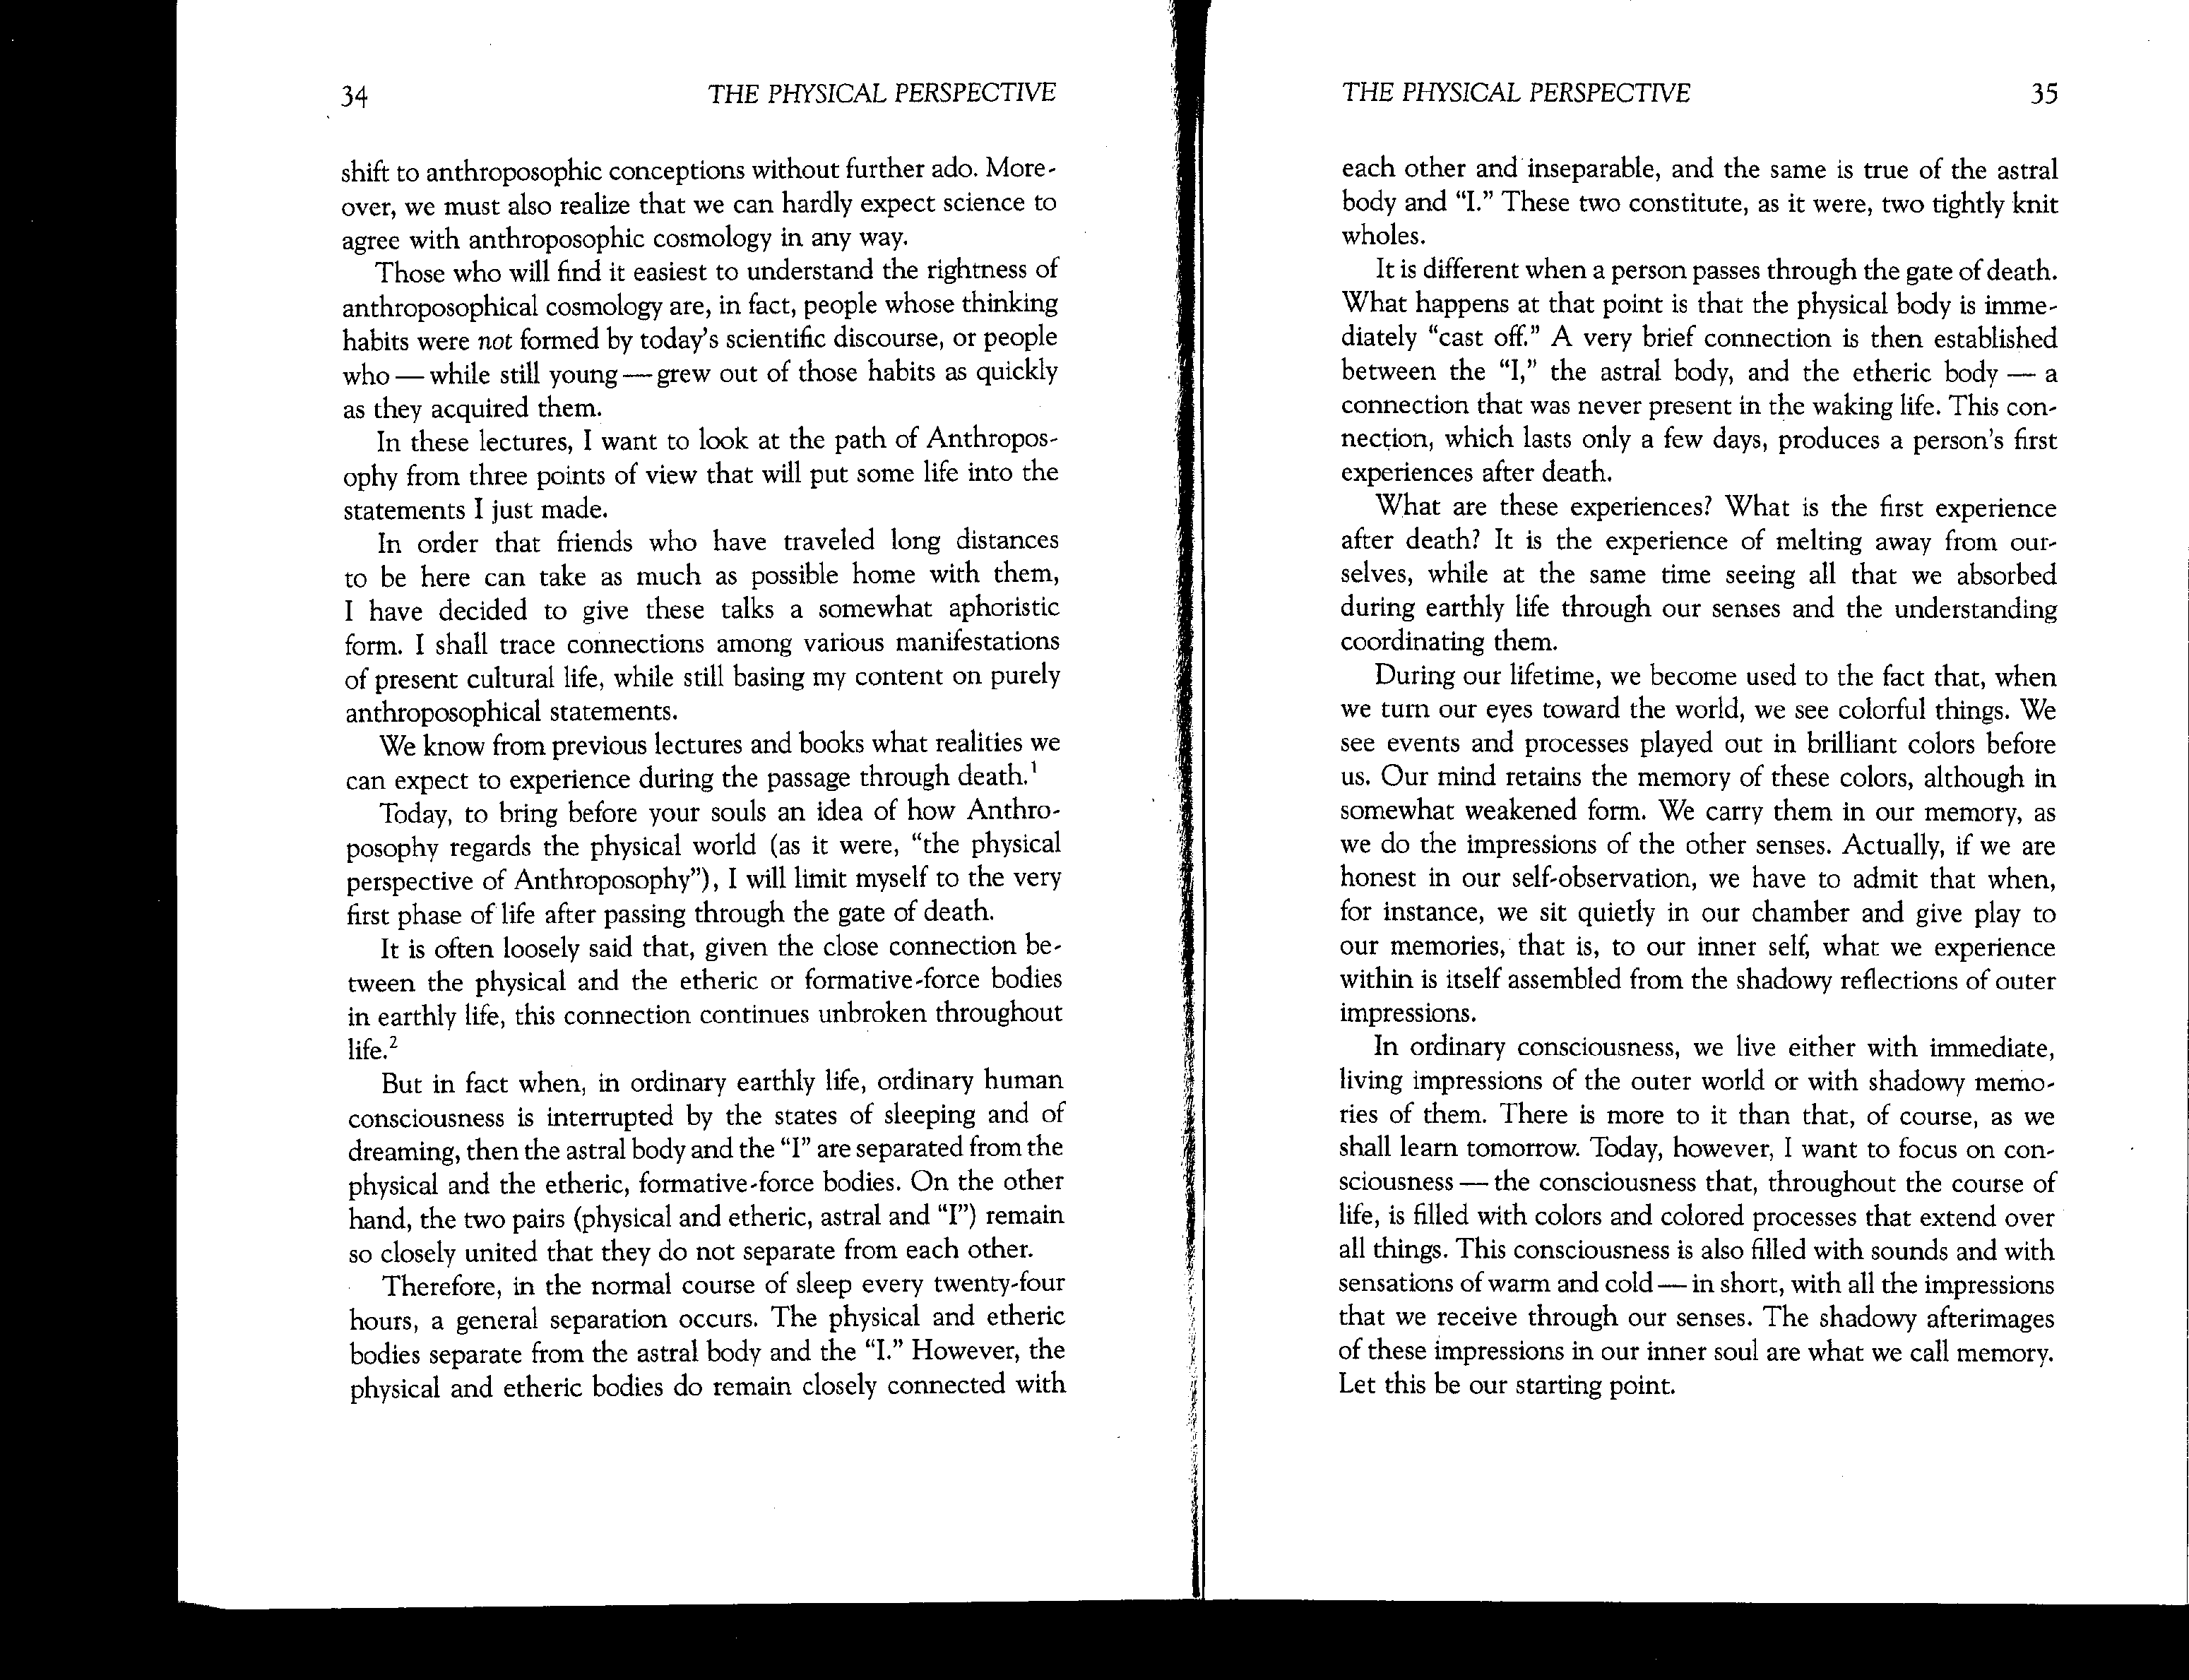 34 THE PHYSICAL PERSPECTIVE
shift to anthroposophic conceptions without further ado. More-
over, we must also realize that we can hardly expect science to
agree with anthroposophic cosmology in any way.
Those who will find it easiest to understand the rightness of
anthroposophical cosmology are, in fact, people whose thinking
habits were not formed by today's scientific discourse, or people
who — while still young — grew out of those habits as quickly
as they acquired them.
In these lectures, I want to look at the path of Anthropos-
ophy from three points of view that will put some life into the
statements I just made.
In order that friends who have traveled long distances
to be here can take as much as possible home with them,
I have decided to give these talks a somewhat aphoristic
form. I shall trace connections among various manifestations
of present cultural life, while still basing my content on purely
anthroposophical statements.
We know from previous lectures and books what realities we
can expect to experience during the passage through death.¹
Today, to bring before your souls an idea of how Anthro-
posophy regards the physical world (as it were, “the physical
perspective of Anthroposophy”), I will limit myself to the very
first phase of life after passing through the gate of death.
It is often loosely said that, given the close connection be-
tween the physical and the etheric or formative-force bodies
in earthly life, this connection continues unbroken throughout
life.²
But in fact when, in ordinary earthly life, ordinary human
consciousness is interrupted by the states of sleeping and of
dreaming, then the astral body and the “I” are separated from the
physical and the etheric, formative-force bodies. On the other
hand, the two pairs (physical and etheric, astral and “I”) remain
so closely united that they do not separate from each other.
Therefore, in the normal course of sleep every twenty-four
hours, a general separation occurs. The physical and etheric
bodies separate from the astral body and the “I.” However, the
physical and etheric bodies do remain closely connected with
THE PHYSICAL PERSPECTIVE 35
each other and inseparable, and the same is true of the astral
body and “I.” These two constitute, as it were, two tightly knit
wholes.
It is different when a person passes through the gate of death.
What happens at that point is that the physical body is imme-
diately “cast off.” A very brief connection is then established
between the “I,” the astral body, and the etheric body — a
connection that was never present in the waking life. This con-
nection, which lasts only a few days, produces a person's first
experiences after death.
What are these experiences? What is the first experience
after death? It is the experience of melting away from our-
selves, while at the same time seeing all that we absorbed
during earthly life through our senses and the understanding
coordinating them.
During our lifetime, we become used to the fact that, when
we turn our eyes toward the world, we see colorful things. We
see events and processes played out in brilliant colors before
us. Our mind retains the memory of these colors, although in
somewhat weakened form. We carry them in our memory, as
we do the impressions of the other senses. Actually, if we are
honest in our self-observation, we have to admit that when,
for instance, we sit quietly in our chamber and give play to
our memories, that is, to our inner self, what we experience
within is itself assembled from the shadowy reflections of outer
impressions.
In ordinary consciousness, we live either with immediate,
living impressions of the outer world or with shadowy memo-
ries of them. There is more to it than that, of course, as we
shall learn tomorrow. Today, however, I want to focus on con-
sciousness — the consciousness that, throughout the course of
life, is filled with colors and colored processes that extend over
all things. This consciousness is also filled with sounds and with
sensations of warm and cold — in short, with all the impressions
that we receive through our senses. The shadowy afterimages
of these impressions in our inner soul are what we call memory.
Let this be our starting point.